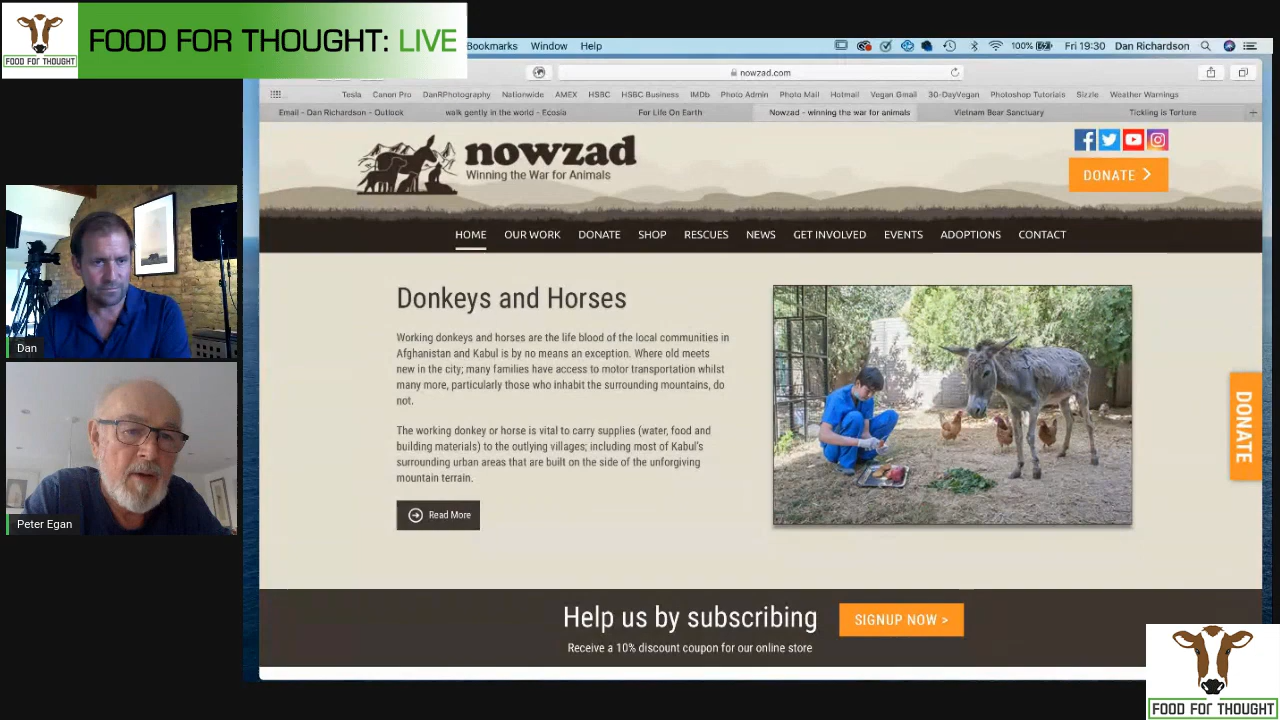 FOOD FOR THOUGHT
FOOD FOR THOUGHT: LIVE
Bookmarks Window Help
100% Fri 19:30 Dan Richardson
nowzad.com
Tesla Canon Pro DanRPhotography Nationwide AMEX HSBC HSBC Business IMDb Photo Admin Photo Mail Hotmail Vegan Gmail 30-DayVegan Photoshop Tutorials Sizzle Weather Warnings
Email - Dan Richardson - Outlook walk gently in the world - Ecosia For Life On Earth Nowzad - winning the war for animals Vietnam Bear Sanctuary Tickling is Torture
nowzad
Winning the War for Animals
DONATE
HOME OUR WORK DONATE SHOP RESCUES NEWS GET INVOLVED EVENTS ADOPTIONS CONTACT
Donkeys and Horses
Working donkeys and horses are the life blood of the local communities in
Afghanistan and Kabul is by no means an exception. Where old meets
new in the city; many families have access to motor transportation whilst
many more, particularly those who inhabit the surrounding mountains, do
not.
The working donkey or horse is vital to carry supplies (water, food and
building materials) to the outlying villages; including most of Kabul's
surrounding urban areas that are built on the side of the unforgiving
mountain terrain.
Read More
DONATE
Help us by subscribing
SIGNUP NOW >
Receive a 10% discount coupon for our online store
Dan
Peter Egan
FOOD FOR THOUGHT